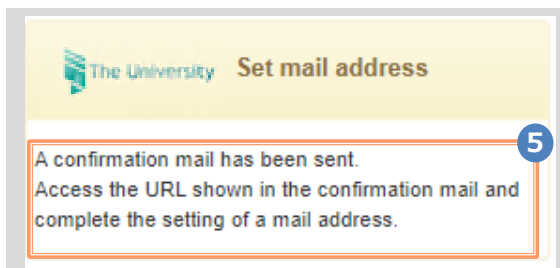 The University Set mail address
5
A confirmation mail has been sent.
Access the URL shown in the confirmation mail and
complete the setting of a mail address.